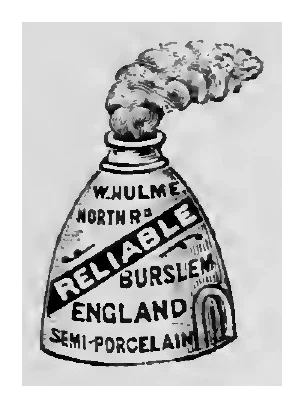 W. HULME.
NORTH RD
RELIABLE
BURSLEM
ENGLAND
SEMI-PORCELAIN